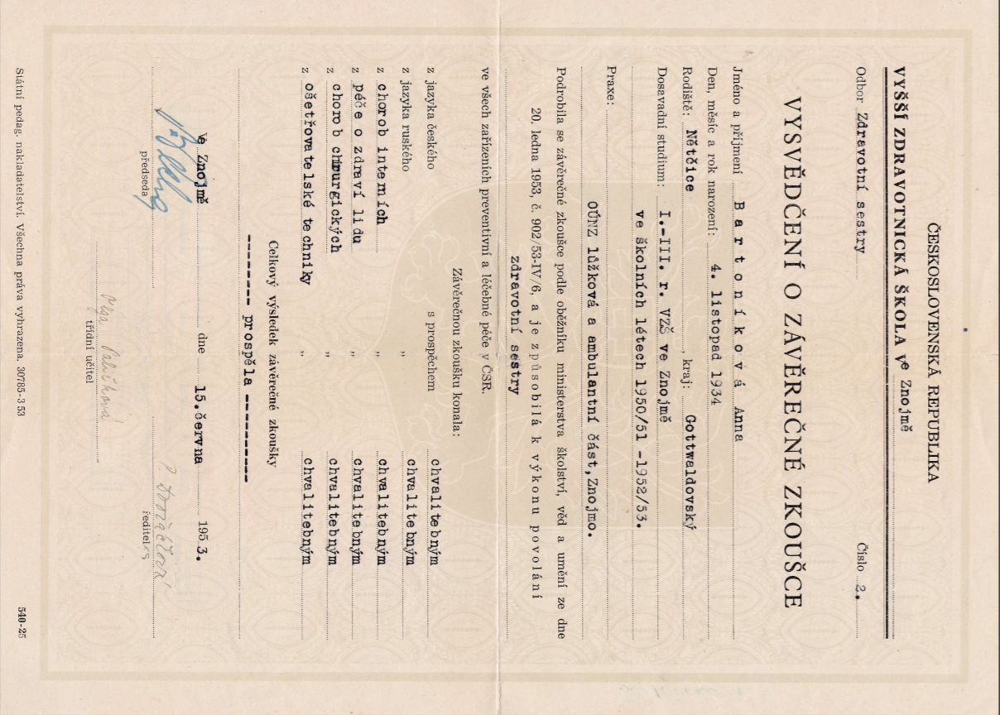 ČESKOSLOVENSKÁ REPUBLIKA
VYŠŠÍ ZDRAVOTNICKÁ ŠKOLA ve Znojmě
Odbor Zdravotní sestry Číslo 2.
VYSVĚDČENÍ O ZÁVĚREČNÉ ZKOUŠCE
Jméno a příjmení Bartoníková Anna
Den, měsíc a rok narození: 4. listopad 1934
Rodiště: Nětčice, kraj: Gottwaldovský
Dosavadní studium: I.-III. r. VZŠ ve Znojmě
ve školních létech 1950/51 -1952/53.
Praxe: OÚNZ lůžková a ambulantní část, Znojmo.
Podrobila se závěrečné zkoušce podle oběžníku ministerstva školství, věd a umění ze dne
20. ledna 1953, č. 902/53-IV/6, a je způsobilá k výkonu povolání
zdravotní sestry
ve všech zařízeních preventivní a léčebné péče v ČSR.
Závěrečnou zkoušku konala:
z jazyka českého s prospěchem chvalitebným
z jazyka ruského „ chvalitebným
z chorob interních „ chvalitebným
z péče o zdraví lidu „ chvalitebným
z chorob chirurgických „ chvalitebným
z ošetřovatelské techniky „ chvalitebným
Celkový výsledek závěrečné zkoušky
------- prospěla ----------
ve Znojmě dne 15. června 1953.
předseda
P. Dvořáčková
ředitel
třídní učitel
Státní pedag. nakladatelství. Všechna práva vyhrazena. 30785-3 53 540-25